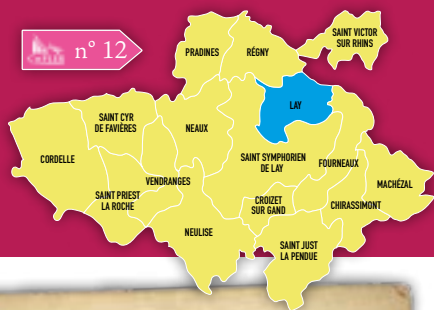 n° 12
PRADINES
RÉGNY
SAINT VICTOR
SUR RHINS
LAY
SAINT CYR
DE FAVIÈRES
NEAUX
CORDELLE
SAINT SYMPHORIEN
DE LAY
FOURNEAUX
VENDRANGES
MACHÉZAL
SAINT PRIEST
LA ROCHE
CROIZET
SUR GAND
CHIRASSIMONT
NEULISE
SAINT JUST
LA PENDUE